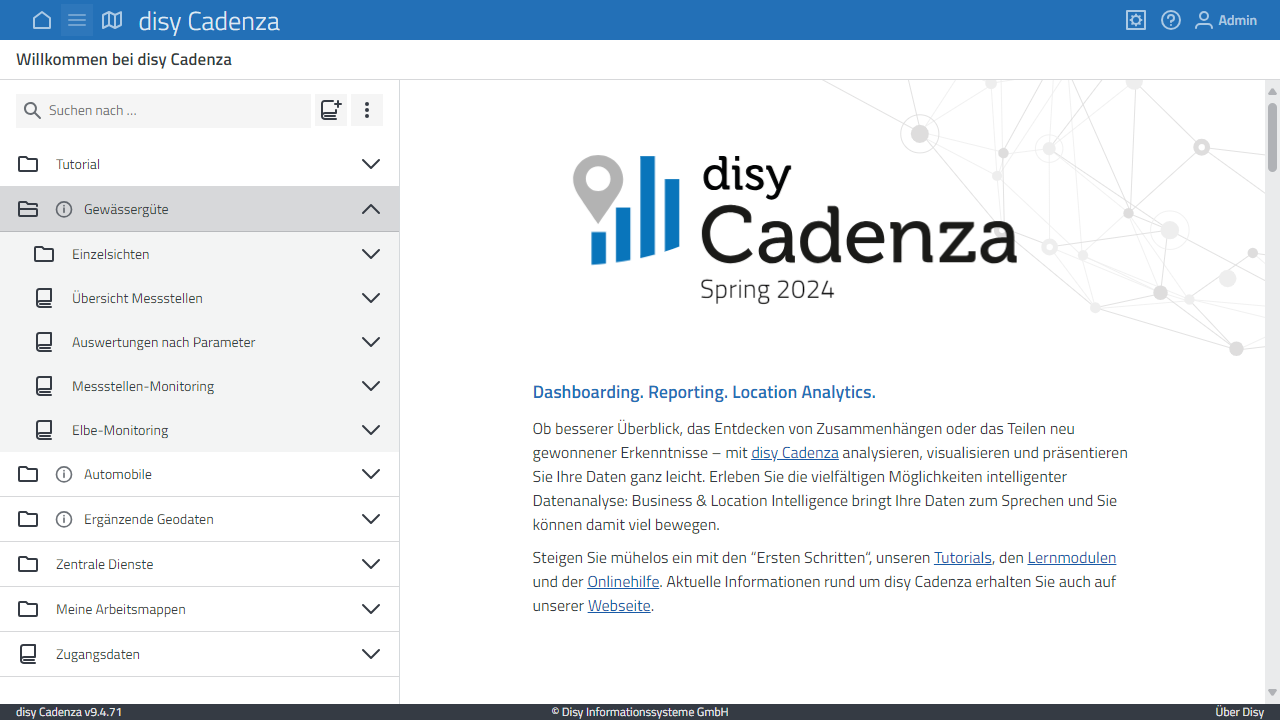 disy Cadenza
Admin
Willkommen bei disy Cadenza
Suchen nach ...
Tutorial
Gewässergüte
Einzelsichten
Übersicht Messstellen
Auswertungen nach Parameter
Messstellen-Monitoring
Elbe-Monitoring
Automobile
Ergänzende Geodaten
Zentrale Dienste
Meine Arbeitsmappen
Zugangsdaten
disy
Cadenza
Spring 2024
Dashboarding. Reporting. Location Analytics.
Ob besserer Überblick, das Entdecken von Zusammenhängen oder das Teilen neu
gewonnener Erkenntnisse – mit disy Cadenza analysieren, visualisieren und präsentieren
Sie Ihre Daten ganz leicht. Erleben Sie die vielfältigen Möglichkeiten intelligenter
Datenanalyse: Business & Location Intelligence bringt Ihre Daten zum Sprechen und Sie
können damit viel bewegen.
Steigen Sie mühelos ein mit den “Ersten Schritten“, unseren Tutorials, den Lernmodulen
und der Onlinehilfe. Aktuelle Informationen rund um disy Cadenza erhalten Sie auch auf
unserer Webseite.
disy Cadenza v9.4.71
© Disy Informationssysteme GmbH
Über Disy